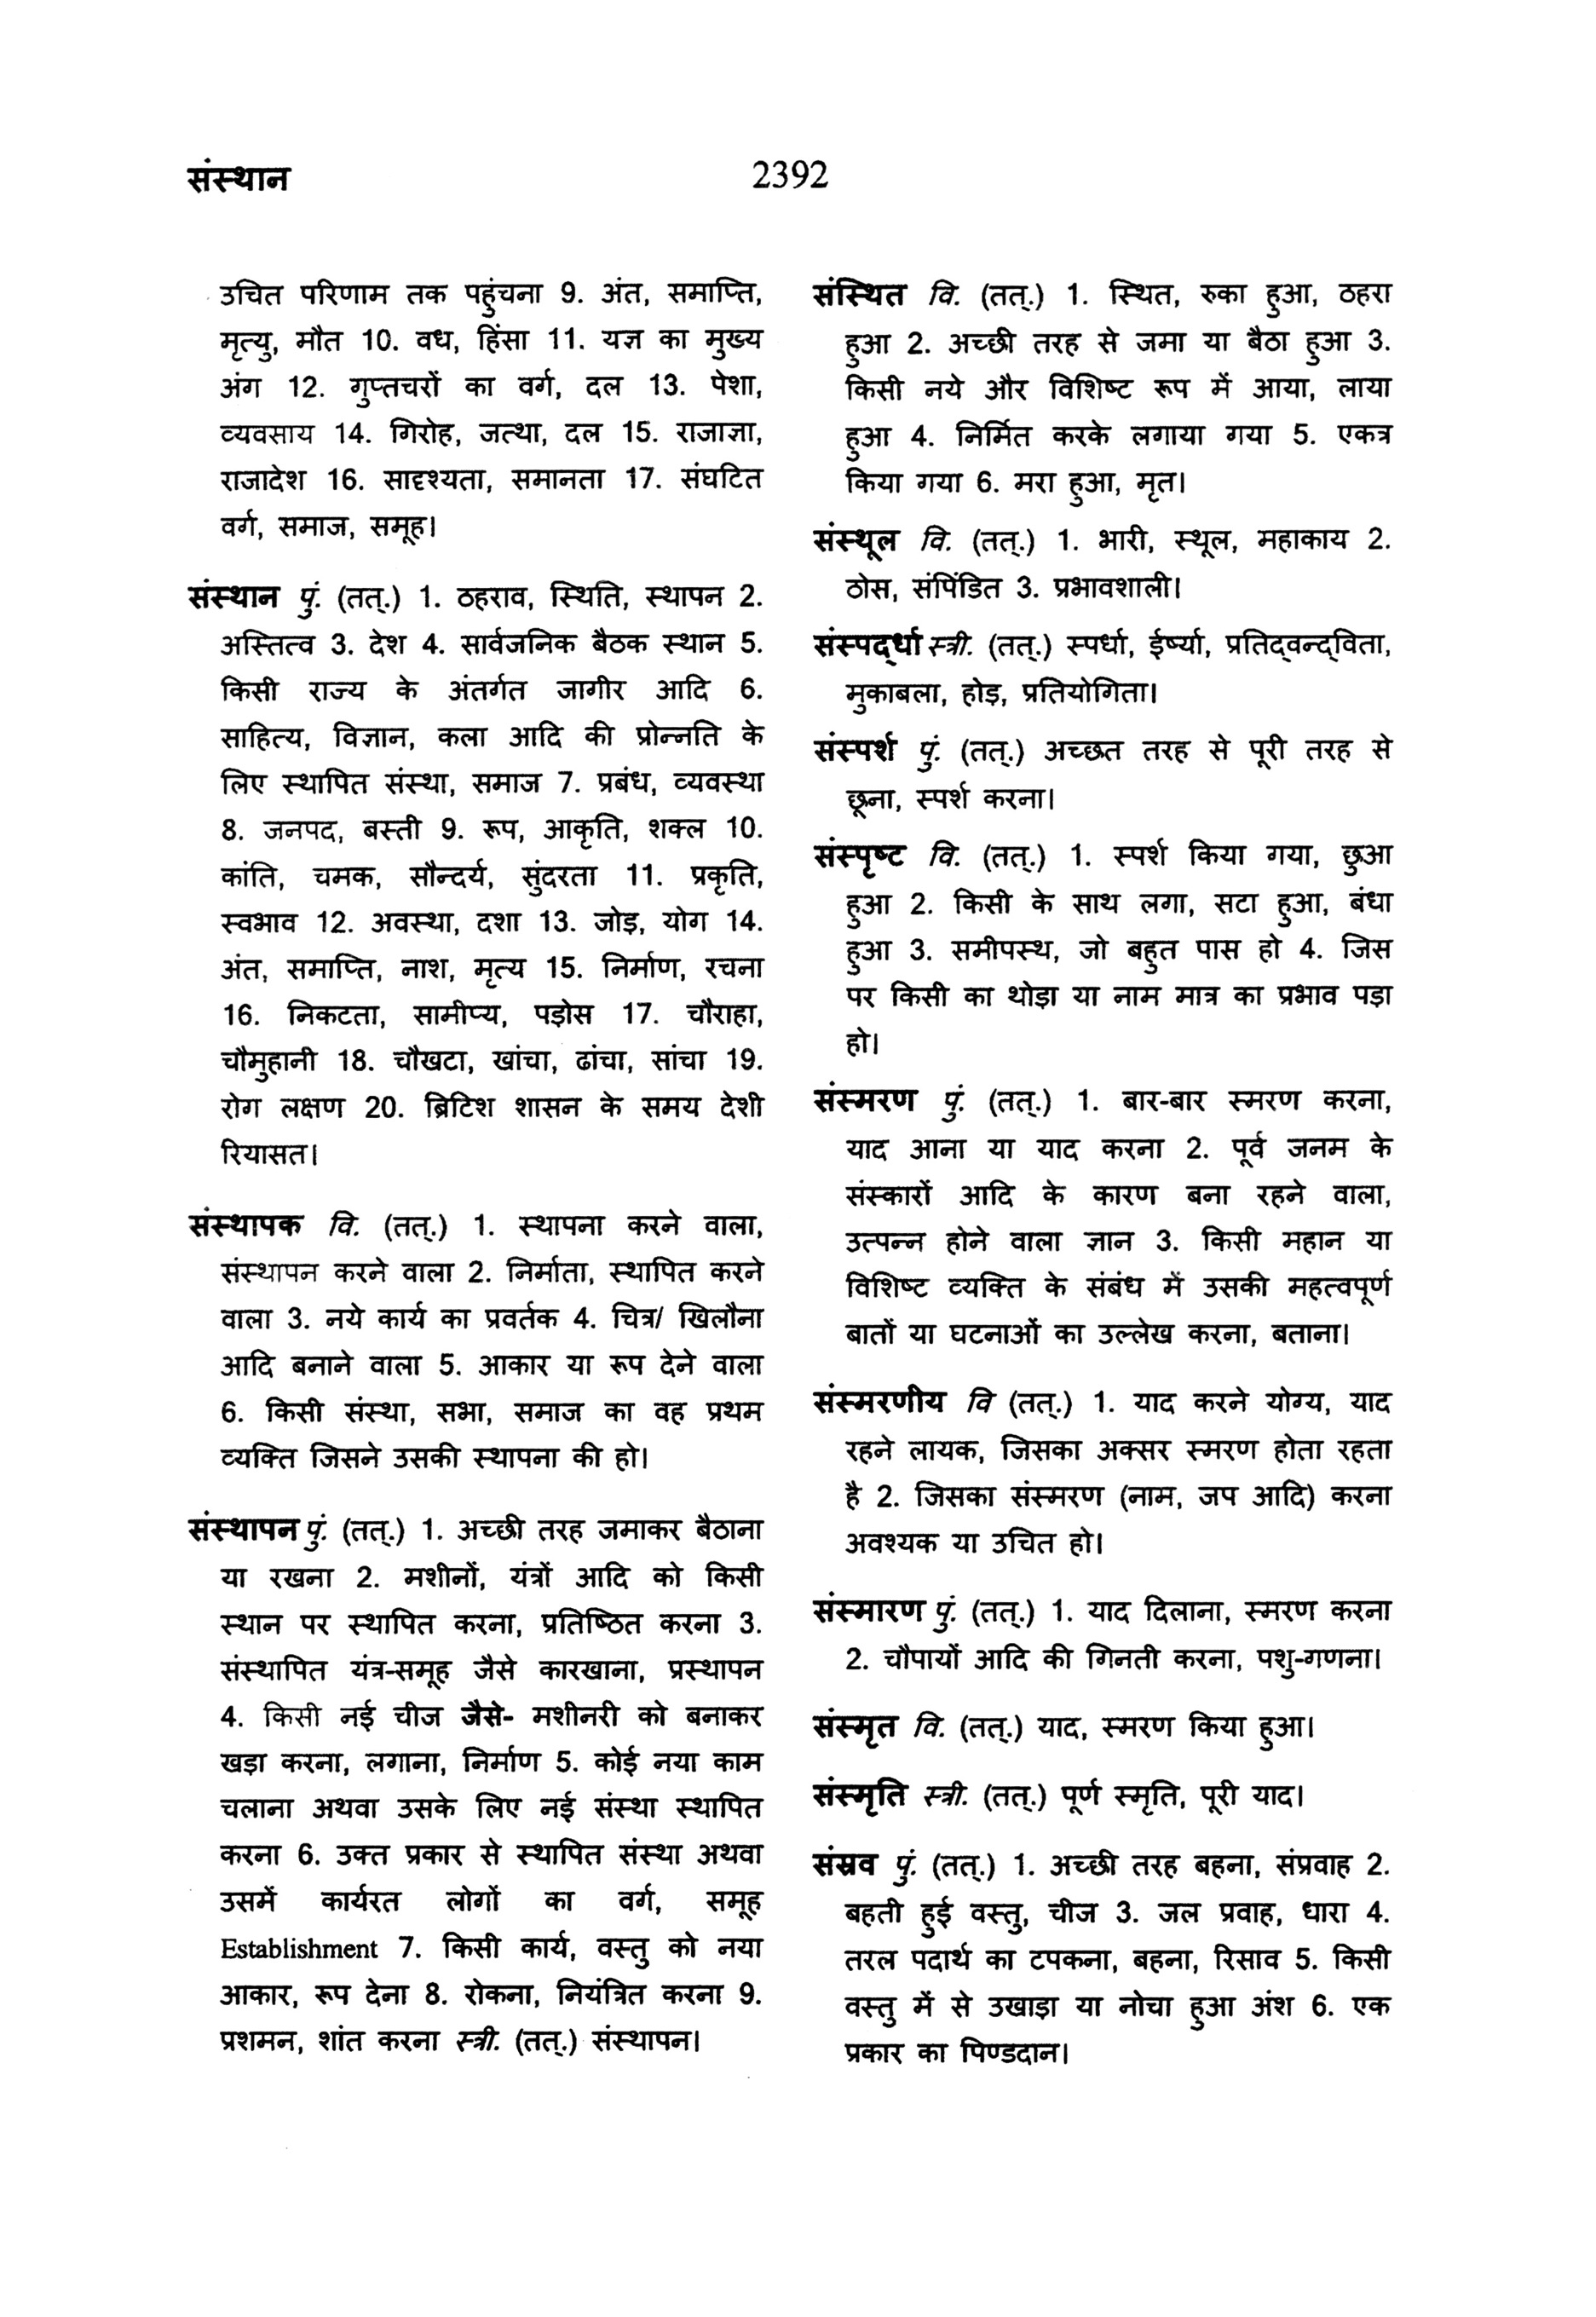 संस्थान
2392
उचित परिणाम तक पहुंचना 9. अंत, समाप्ति,
मृत्यु, मौत 10. वध, हिंसा 11. यज्ञ का मुख्य
अंग 12. गुप्तचरों का वर्ग, दल 13. पेशा,
व्यवसाय 14. गिरोह, जत्था, दल 15. राजाज्ञा,
राजादेश 16. सादृश्यता, समानता 17. संघटित
वर्ग, समाज, समूह।
संस्थान पुं. (तत्.) 1. ठहराव, स्थिति, स्थापन 2.
अस्तित्व 3. देश 4. सार्वजनिक बैठक स्थान 5.
किसी राज्य के अंतर्गत जागीर आदि 6.
साहित्य, विज्ञान, कला आदि की प्रोन्नति के
लिए स्थापित संस्था, समाज 7. प्रबंध, व्यवस्था
8. जनपद, बस्ती 9. रूप, आकृति, शक्ल 10.
कांति, चमक, सौन्दर्य, सुंदरता 11. प्रकृति,
स्वभाव 12. अवस्था, दशा 13. जोड़, योग 14.
अंत, समाप्ति, नाश, मृत्य 15. निर्माण, रचना
16. निकटता, सामीप्य, पड़ोस 17. चौराहा,
चौमुहानी 18. चौखटा, खांचा, ढांचा, सांचा 19.
रोग लक्षण 20. ब्रिटिश शासन के समय देशी
रियासत।
संस्थापक वि. (तत्.) 1. स्थापना करने वाला,
संस्थापन करने वाला 2. निर्माता, स्थापित करने
वाला 3. नये कार्य का प्रवर्तक 4. चित्र/ खिलौना
आदि बनाने वाला 5. आकार या रूप देने वाला
6. किसी संस्था, सभा, समाज का वह प्रथम
व्यक्ति जिसने उसकी स्थापना की हो।
संस्थापन पुं. (तत्.) 1. अच्छी तरह जमाकर बैठाना
या रखना 2. मशीनों, यंत्रों आदि को किसी
स्थान पर स्थापित करना, प्रतिष्ठित करना 3.
संस्थापित यंत्र-समूह जैसे कारखाना, प्रस्थापन
4. किसी नई चीज जैसे- मशीनरी को बनाकर
खड़ा करना, लगाना, निर्माण 5. कोई नया काम
चलाना अथवा उसके लिए नई संस्था स्थापित
करना 6. उक्त प्रकार से स्थापित संस्था अथवा
उसमें कार्यरत लोगों का वर्ग, समूह
Establishment 7. किसी कार्य, वस्तु को नया
आकार, रूप देना 8. रोकना, नियंत्रित करना 9.
प्रशमन, शांत करना स्त्री. (तत्.) संस्थापन।
संस्थित वि. (तत्.) 1. स्थित, रुका हुआ, ठहरा
हुआ 2. अच्छी तरह से जमा या बैठा हुआ 3.
किसी नये और विशिष्ट रूप में आया, लाया
हुआ 4. निर्मित करके लगाया गया 5. एकत्र
किया गया 6. मरा हुआ, मृत।
संस्थूल वि. (तत्.) 1. भारी, स्थूल, महाकाय 2.
ठोस, संपिंडित 3. प्रभावशाली।
संस्पर्द्धा स्त्री. (तत्.) स्पर्धा, ईर्ष्या, प्रतिद्वन्द्विता,
मुकाबला, होड़, प्रतियोगिता।
संस्पर्श पुं. (तत्.) अच्छत तरह से पूरी तरह से
छूना, स्पर्श करना।
संस्पृष्ट वि. (तत्.) 1. स्पर्श किया गया, छुआ
हुआ 2. किसी के साथ लगा, सटा हुआ, बंधा
हुआ 3. समीपस्थ, जो बहुत पास हो 4. जिस
पर किसी का थोड़ा या नाम मात्र का प्रभाव पड़ा
हो।
संस्मरण पुं. (तत्.) 1. बार-बार स्मरण करना,
याद आना या याद करना 2. पूर्व जनम के
संस्कारों आदि के कारण बना रहने वाला,
उत्पन्न होने वाला ज्ञान 3. किसी महान या
विशिष्ट व्यक्ति के संबंध में उसकी महत्वपूर्ण
बातों या घटनाओं का उल्लेख करना, बताना।
संस्मरणीय वि (तत्.) 1. याद करने योग्य, याद
रहने लायक, जिसका अक्सर स्मरण होता रहता
है 2. जिसका संस्मरण (नाम, जप आदि) करना
अवश्यक या उचित हो।
संस्मारण पुं. (तत्.) 1. याद दिलाना, स्मरण करना
2. चौपायों आदि की गिनती करना, पशु-गणना।
संस्मृत वि. (तत्.) याद, स्मरण किया हुआ।
संस्मृति स्त्री. (तत्.) पूर्ण स्मृति, पूरी याद।
संस्रव पुं. (तत्.) 1. अच्छी तरह बहना, संप्रवाह 2.
बहती हुई वस्तु, चीज 3. जल प्रवाह, धारा 4.
तरल पदार्थ का टपकना, बहना, रिसाव 5. किसी
वस्तु में से उखाड़ा या नोचा हुआ अंश 6. एक
प्रकार का पिण्डदान।